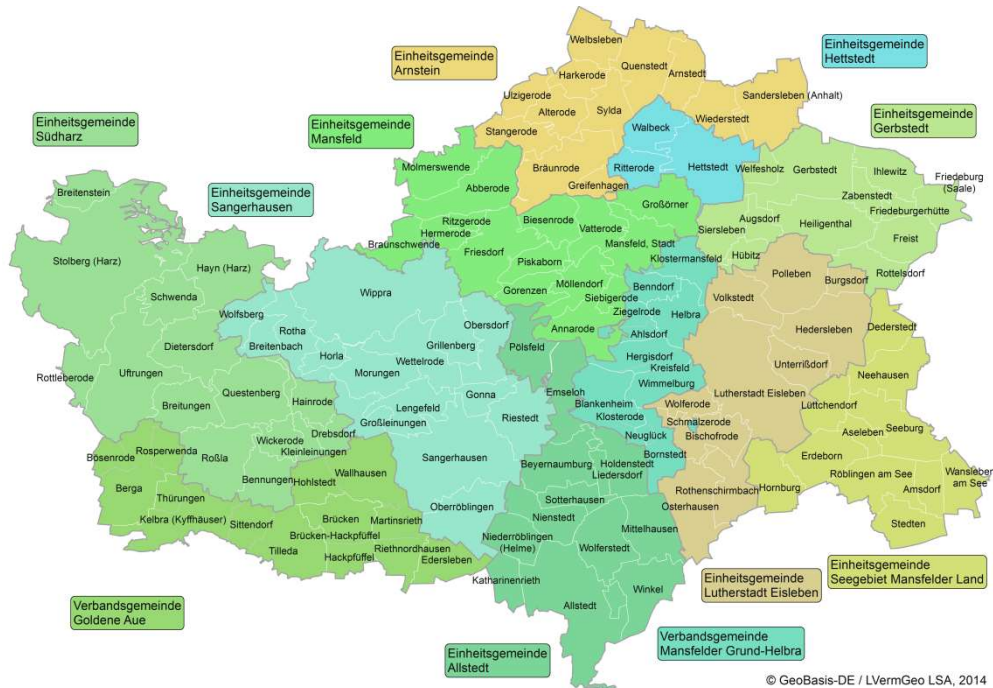 Einheitsgemeinde
Arnstein
Einheitsgemeinde
Hettstedt
Einheitsgemeinde
Südharz
Einheitsgemeinde
Mansfeld
Einheitsgemeinde
Gerbstedt
Einheitsgemeinde
Sangerhausen
Welbsleben
Quenstedt
Harkerode
Arnstedt
Ulzigerode
Alterode
Sylda
Sandersleben (Anhalt)
Wiederstedt
Stangerode
Bräunrode
Greifenhagen
Walbeck
Ritterode
Hettstedt
Molmerswende
Abberode
Ritzgerode
Hermerode
Braunschwende
Friesdorf
Biesenrode
Vatterode
Großörner
Mansfeld, Stadt
Piskaborn
Gorenzen
Möllendorf
Siebigerode
Annarode
Welfesholz
Gerbstedt
Ihlewitz
Friedeburg
(Saale)
Zabenstedt
Friedeburgerhütte
Augsdorf
Siersleben
Heiligenthal
Freist
Hübitz
Rottelsdorf
Klostermansfeld
Benndorf
Ziegelrode
Helbra
Ahlsdorf
Hergisdorf
Kreisfeld
Wimmelburg
Blankenheim
Klosterode
Neuglück
Bornstedt
Polleben
Burgsdorf
Volkstedt
Hedersleben
Unterrißdorf
Lutherstadt Eisleben
Wolferode
Schmalzerode
Bischofrode
Rothenschirmbach
Osterhausen
Dederstedt
Neehausen
Lüttchendorf
Seeburg
Aseleben
Erdeborn
Röblingen am See
Wansleben
am See
Amsdorf
Hornburg
Stedten
Breitenstein
Stolberg (Harz)
Hayn (Harz)
Schwenda
Dietersdorf
Rottleberode
Uftrungen
Questenberg
Breitungen
Hainrode
Drebsdorf
Wickerode
Kleinleinungen
Roßla
Bennungen
Wippra
Wolfsberg
Rotha
Breitenbach
Horla
Obersdorf
Grillenberg
Wettelrode
Morungen
Gonna
Lengefeld
Großleinungen
Riestedt
Sangerhausen
Oberröblingen
Pölsfeld
Emseloh
Beyernaumburg
Holdenstedt
Liedersdorf
Sotterhausen
Nienstedt
Mittelhausen
Niederröblingen
(Helme)
Wolferstedt
Katharinenrieth
Winkel
Allstedt
Bösenrode
Rosperwenda
Berga
Thürungen
Kelbra (Kyffhäuser)
Sittendorf
Hohlstedt
Wallhausen
Brücken
Martinsrieth
Brücken-Hackpfüffel
Riethnordhausen
Tilleda
Hackpfüffel
Edersleben
Verbandsgemeinde
Goldene Aue
Einheitsgemeinde
Allstedt
Einheitsgemeinde
Lutherstadt Eisleben
Einheitsgemeinde
Seegebiet Mansfelder Land
Verbandsgemeinde
Mansfelder Grund-Helbra
© GeoBasis-DE / LVermGeo LSA, 2014